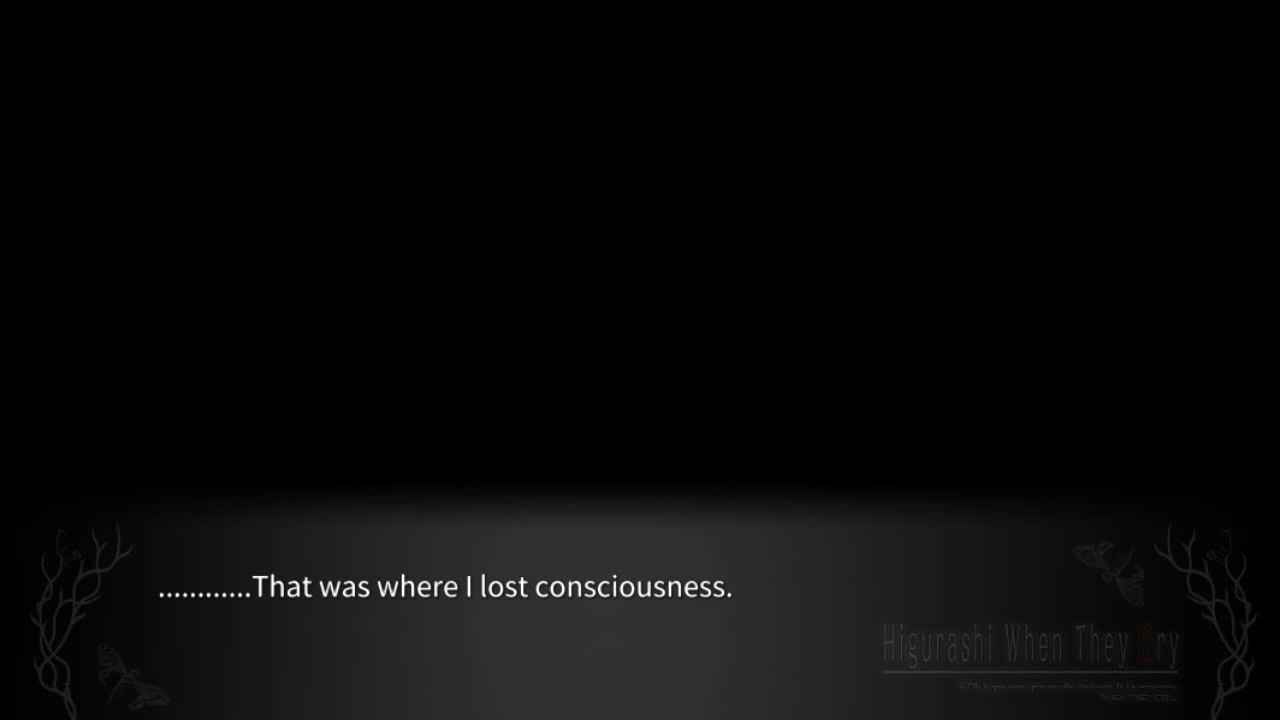 ............That was where I lost consciousness.
Higurashi When They Cry